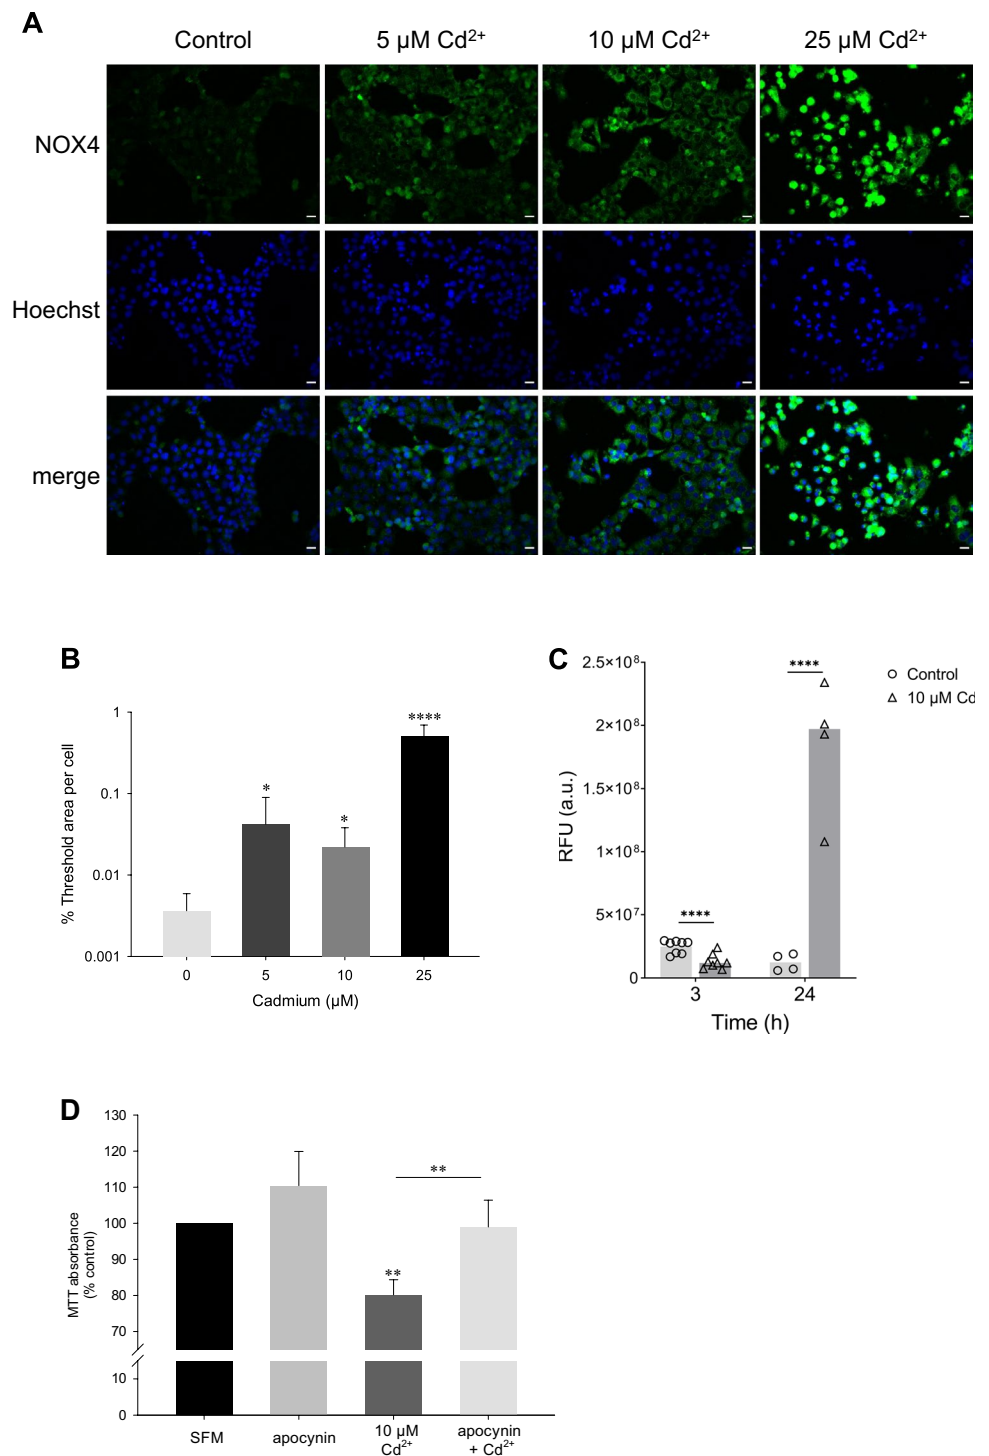 A
Control 5 µM Cd²⁺ 10 µM Cd²⁺ 25 µM Cd²⁺
NOX4
Hoechst
merge
B
% Threshold area per cell
1
0.1
0.01
0.001
*
*
****
0 5 10 25
Cadmium (µM)
C
RFU (a.u.)
2.5×10⁸
2×10⁸
1.5×10⁸
1×10⁸
5×10⁷
0
****
****
Control
10 µM Cd
3 24
Time (h)
D
MTT absorbance
(% control)
130
120
110
100
90
80
70
10
0
**
**
SFM
apocynin
10 µM
Cd²⁺
apocynin
+ Cd²⁺